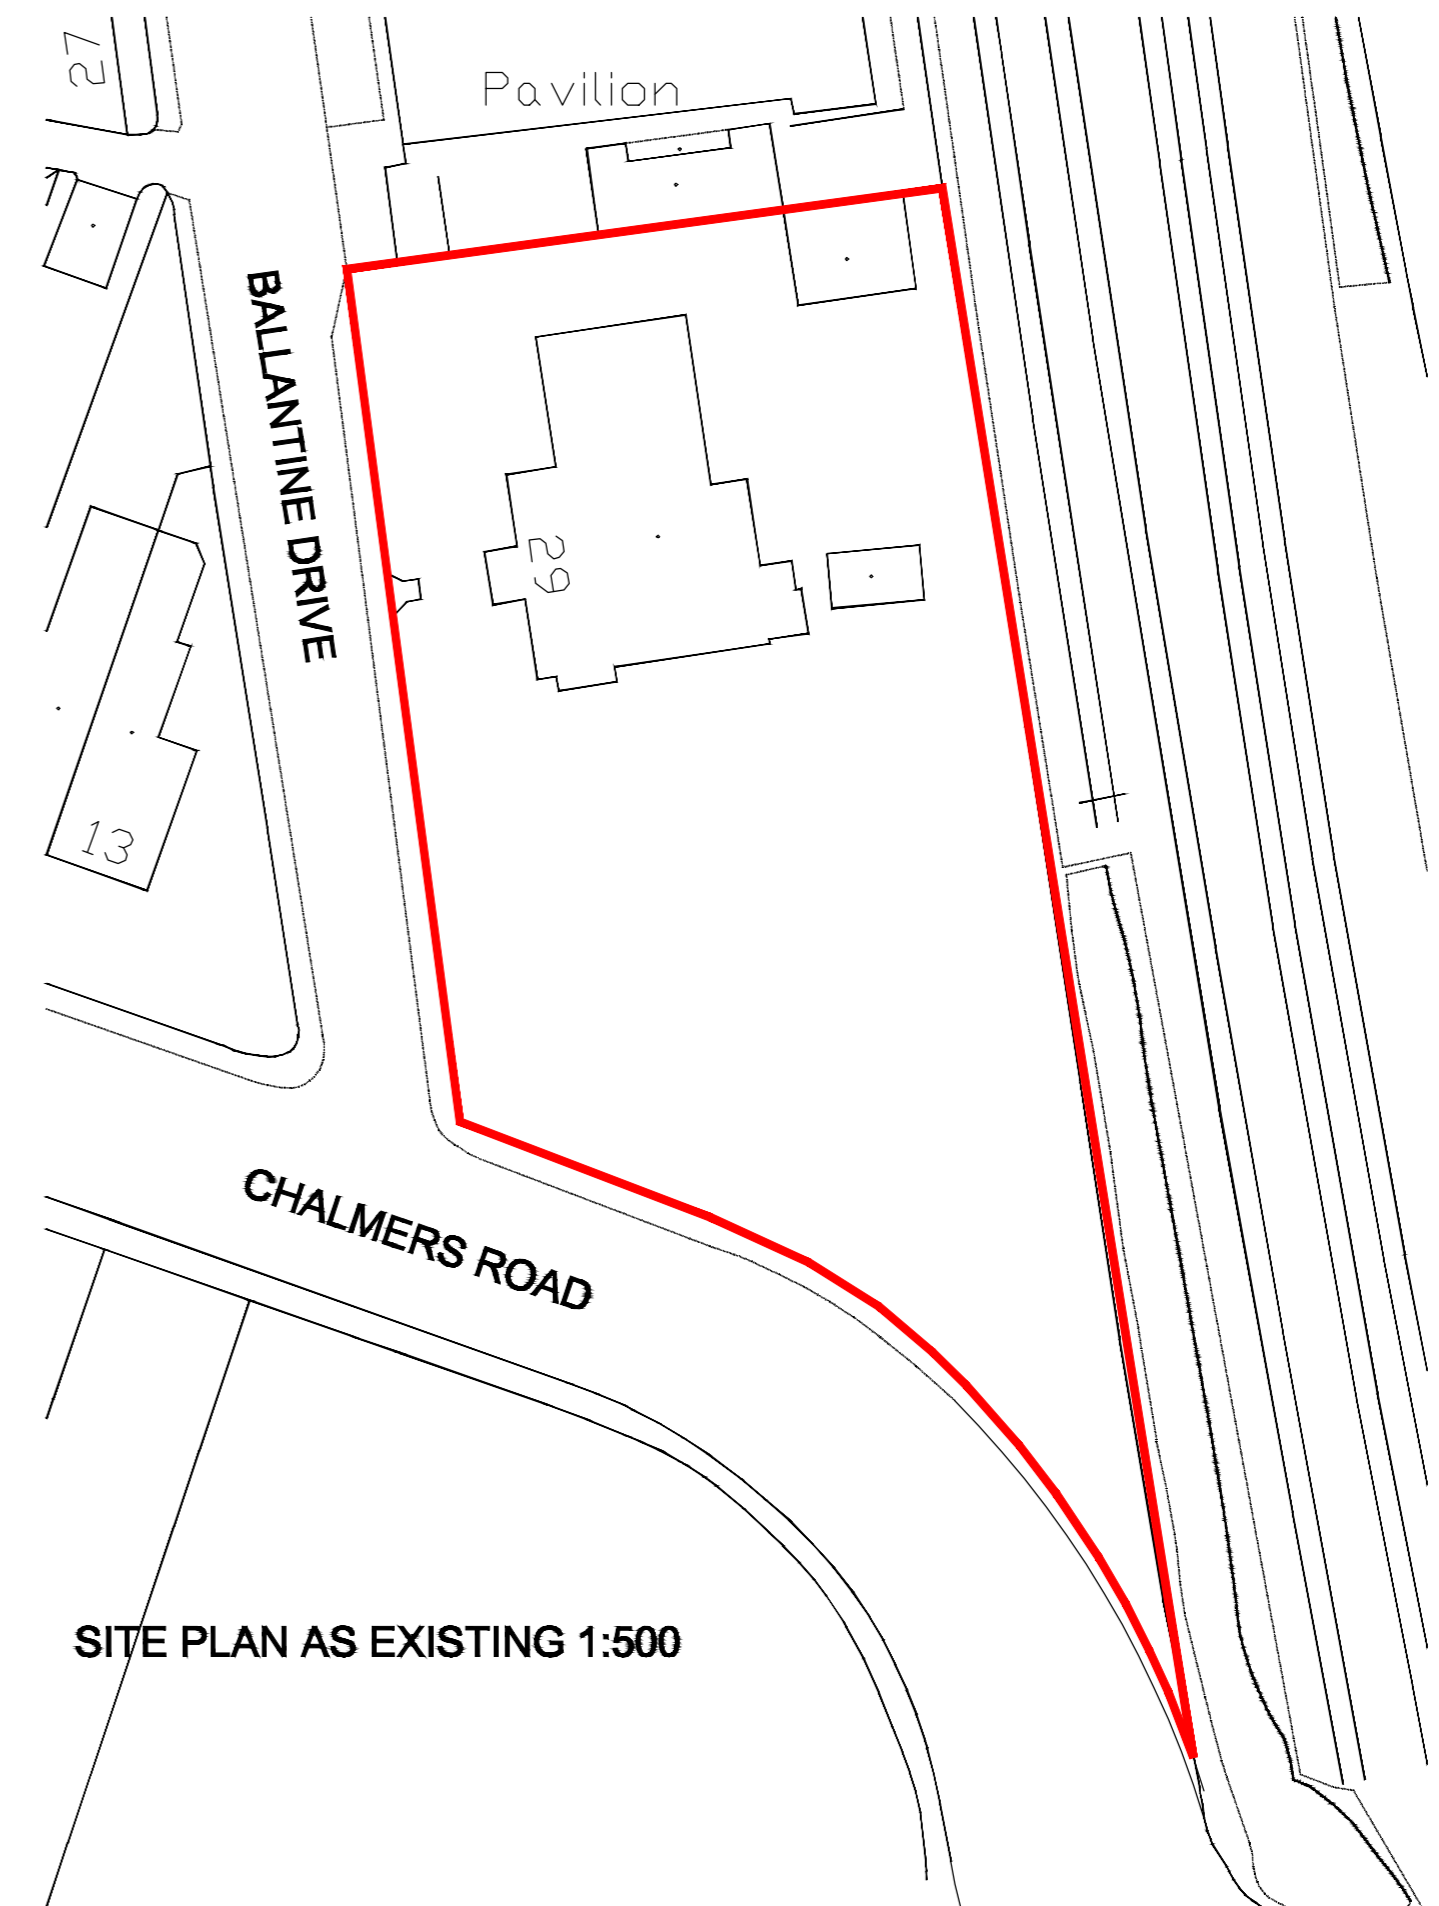 27
Pavilion
BALLANTINE DRIVE
29
13
CHALMERS ROAD
SITE PLAN AS EXISTING 1:500